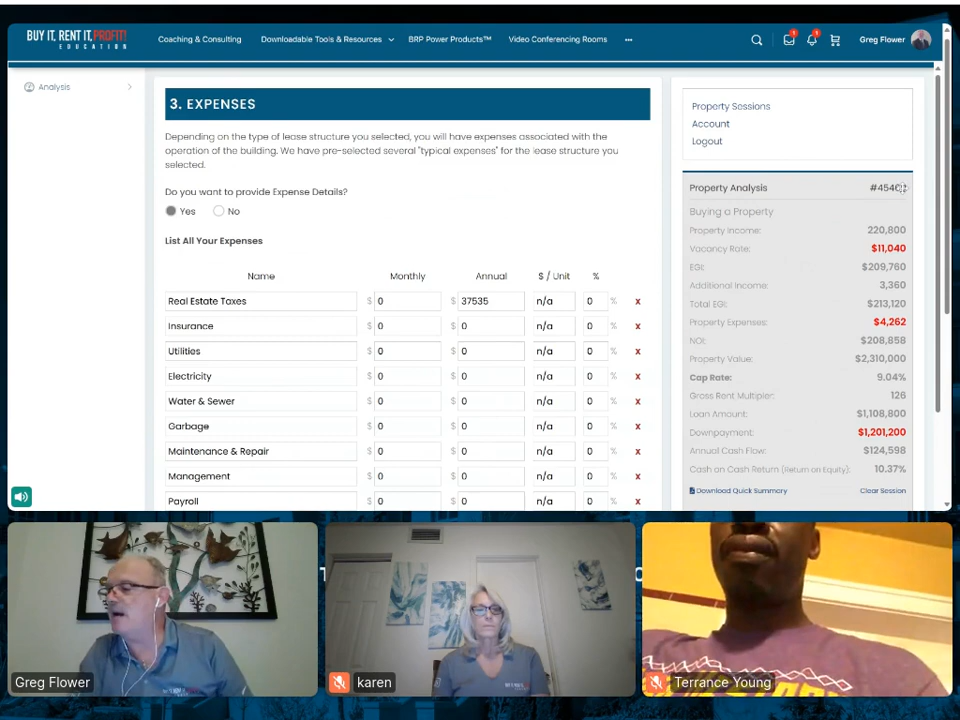 BUY IT, RENT IT, PROFIT!
EDUCATION
Coaching & Consulting
Downloadable Tools & Resources
BRP Power Products™
Video Conferencing Rooms
Greg Flower
Analysis
3. EXPENSES
Depending on the type of lease structure you selected, you will have expenses associated with the
operation of the building. We have pre-selected several "typical expenses" for the lease structure you
selected.
Do you want to provide Expense Details?
Yes No
List All Your Expenses
Name Monthly Annual $ / Unit %
Real Estate Taxes $ 0 $ 37535 n/a 0 % x
Insurance $ 0 $ 0 n/a 0 % x
Utilities $ 0 $ 0 n/a 0 % x
Electricity $ 0 $ 0 n/a 0 % x
Water & Sewer $ 0 $ 0 n/a 0 % x
Garbage $ 0 $ 0 n/a 0 % x
Maintenance & Repair $ 0 $ 0 n/a 0 % x
Management $ 0 $ 0 n/a 0 % x
Payroll $ 0 $ 0 n/a 0 % x
Property Sessions
Account
Logout
Property Analysis
Buying a Property
Property Income: 220,800
Vacancy Rate: $11,040
EGI: $209,760
Additional Income: 3,360
Total EGI: $213,120
Property Expenses: $4,262
NOI: $208,858
Property Value: $2,310,000
Cap Rate: 9.04%
Gross Rent Multiplier: 126
Loan Amount: $1,108,800
Downpayment: $1,201,200
Annual Cash Flow: $124,598
Cash on Cash Return (Return on Equity): 10.37%
Download Quick Summary Clear Session
Greg Flower
karen
Terrance Young